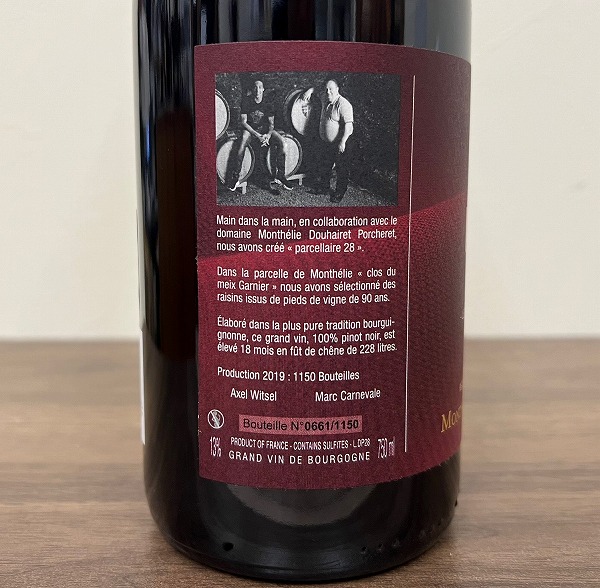 Main dans la main, en collaboration avec le
domaine Monthélie Douhairet Porcheret,
nous avons créé « parcellaire 28 ».
Dans la parcelle de Monthélie « clos du
meix Garnier » nous avons sélectionné des
raisins issus de pieds de vigne de 90 ans.
Élaboré dans la plus pure tradition bourgui-
gnonne, ce grand vin, 100% pinot noir, est
élevé 18 mois en fût de chêne de 228 litres.
Production 2019 : 1150 Bouteilles
Axel Witsel Marc Carnevale
Bouteille N°0661/1150
13% PRODUCT OF FRANCE - CONTAINS SULFITES - L.DP28 750 ml
GRAND VIN DE BOURGOGNE